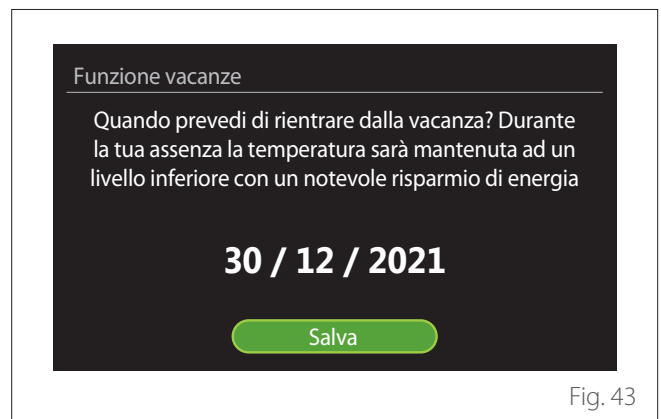 Funzione vacanze
Quando prevedi di rientrare dalla vacanza? Durante
la tua assenza la temperatura sarà mantenuta ad un
livello inferiore con un notevole risparmio di energia
30 / 12 / 2021
Salva
Fig. 43